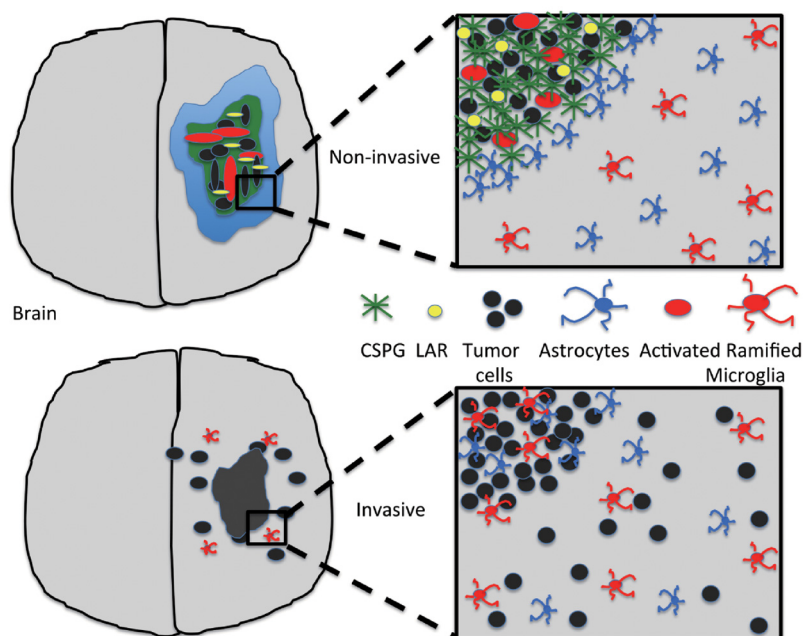 Non-invasive
Brain
CSPG LAR Tumor cells Astrocytes Activated Ramified
Microglia
Invasive